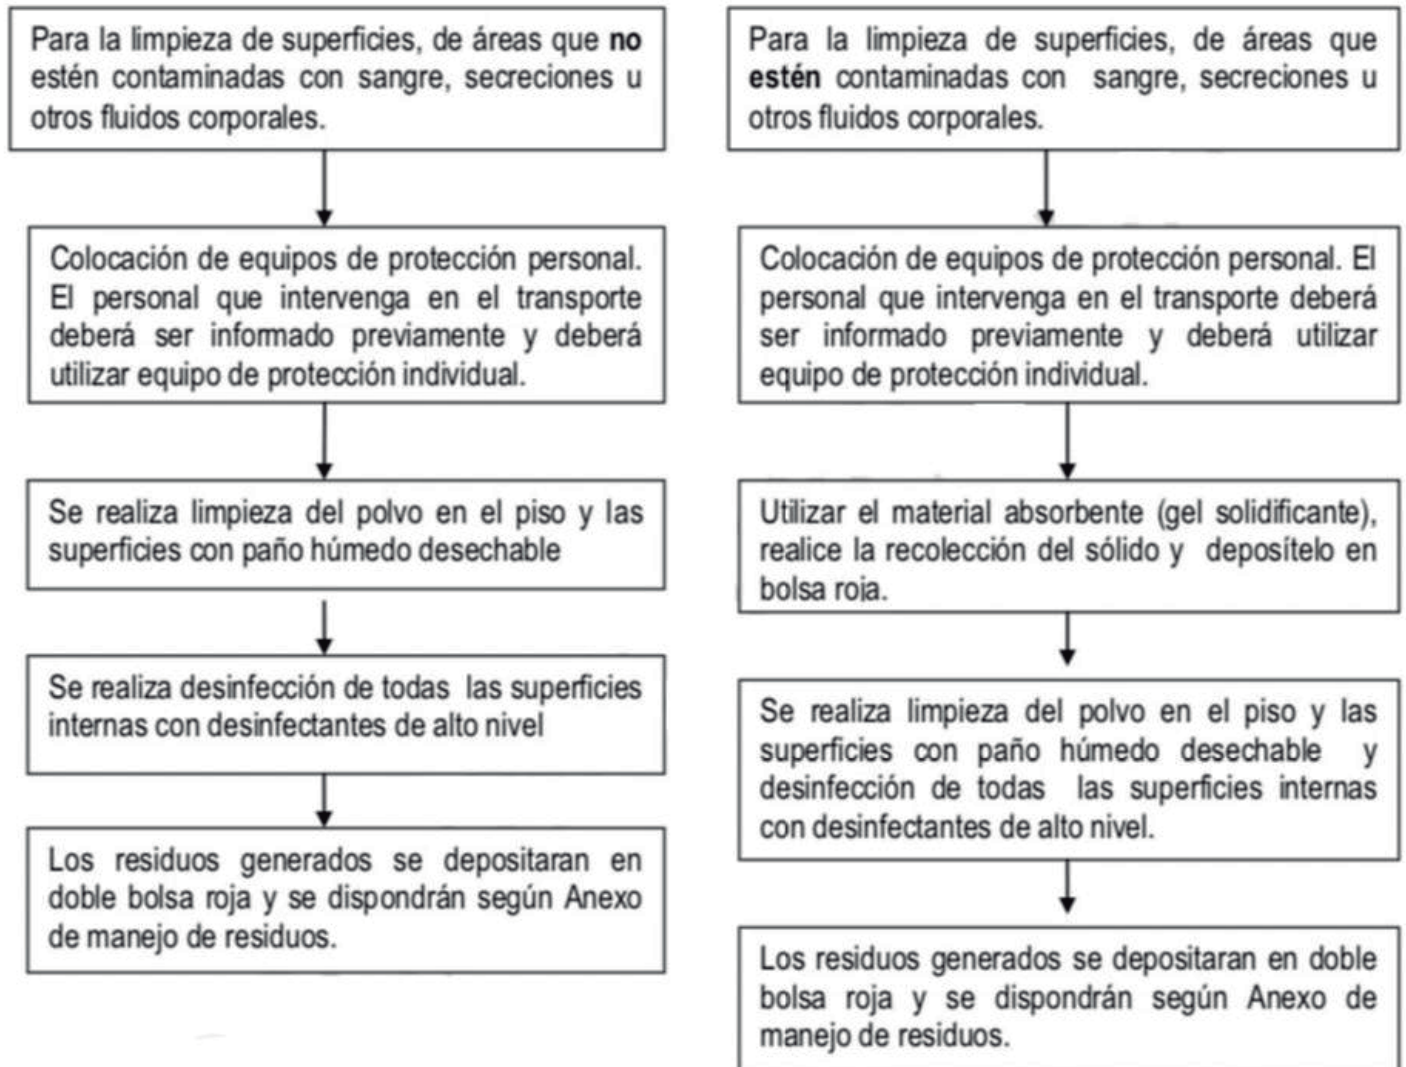 Para la limpieza de superficies, de áreas que no
estén contaminadas con sangre, secreciones u
otros fluidos corporales.
Colocación de equipos de protección personal.
El personal que intervenga en el transporte
deberá ser informado previamente y deberá
utilizar equipo de protección individual.
Se realiza limpieza del polvo en el piso y las
superficies con paño húmedo desechable
Se realiza desinfección de todas las superficies
internas con desinfectantes de alto nivel
Los residuos generados se depositaran en
doble bolsa roja y se dispondrán según Anexo
de manejo de residuos.
Para la limpieza de superficies, de áreas que
estén contaminadas con sangre, secreciones u
otros fluidos corporales.
Colocación de equipos de protección personal. El
personal que intervenga en el transporte deberá
ser informado previamente y deberá utilizar
equipo de protección individual.
Utilizar el material absorbente (gel solidificante),
realice la recolección del sólido y deposítelo en
bolsa roja.
Se realiza limpieza del polvo en el piso y las
superficies con paño húmedo desechable y
desinfección de todas las superficies internas
con desinfectantes de alto nivel.
Los residuos generados se depositaran en doble
bolsa roja y se dispondrán según Anexo de
manejo de residuos.